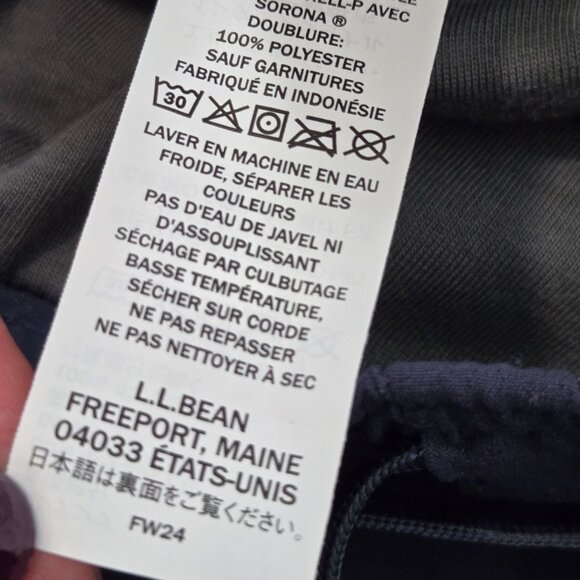 AVEC
SORONA ®
DOUBLURE:
100% POLYESTER
SAUF GARNITURES
FABRIQUÉ EN INDONÉSIE
30
LAVER EN MACHINE EN EAU
FROIDE, SÉPARER LES
COULEURS
PAS D'EAU DE JAVEL NI
D'ASSOUPLISSANT
SÉCHAGE PAR CULBUTAGE
BASSE TEMPÉRATURE,
SÉCHER SUR CORDE
NE PAS REPASSER
NE PAS NETTOYER À SEC
L.L.BEAN
FREEPORT, MAINE
04033 ÉTATS-UNIS
日本語は裏面をご覧ください。
FW24